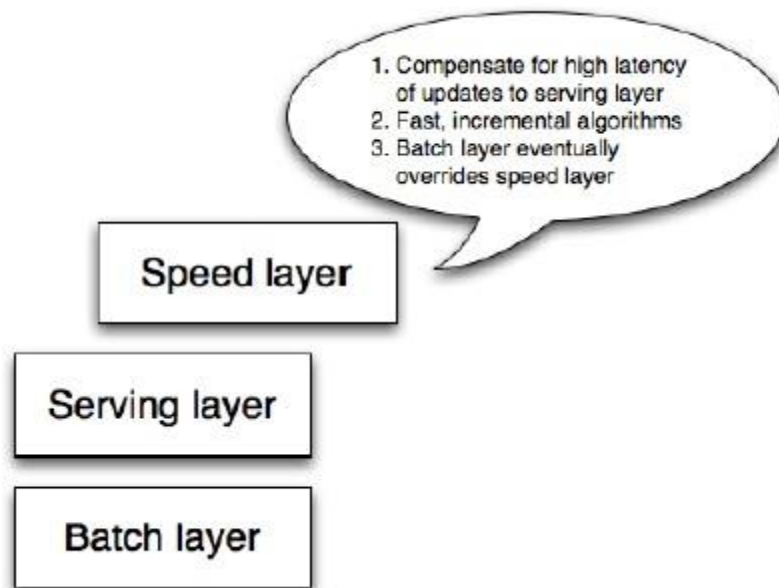 1. Compensate for high latency
of updates to serving layer
2. Fast, incremental algorithms
3. Batch layer eventually
overrides speed layer
Speed layer
Serving layer
Batch layer